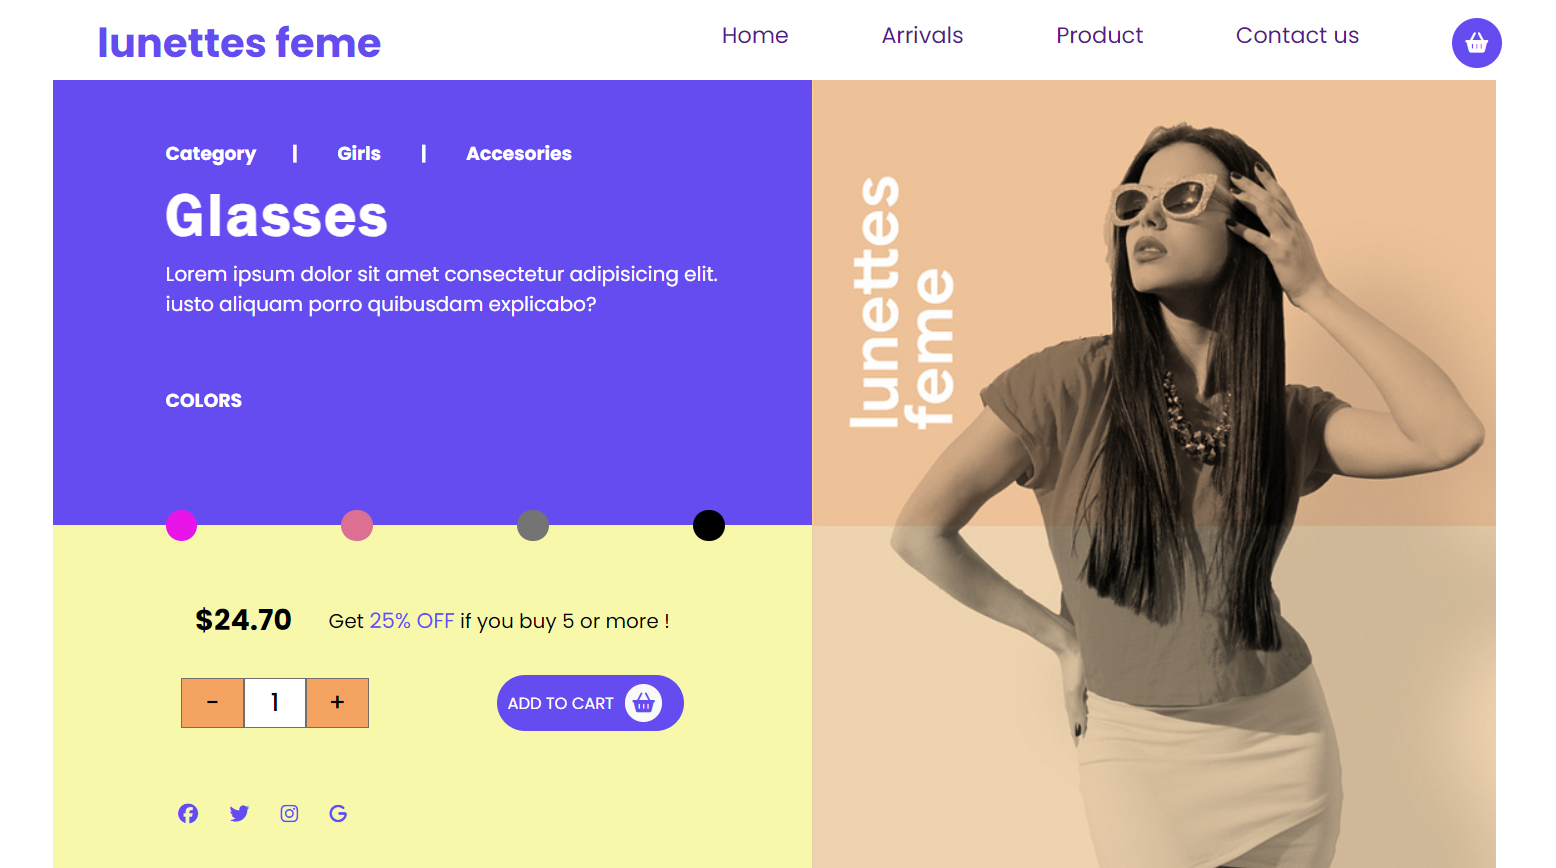 lunettes feme
Home Arrivals Product Contact us
Category | Girls | Accesories
Glasses
Lorem ipsum dolor sit amet consectetur adipisicing elit.
iusto aliquam porro quibusdam explicabo?
COLORS
lunettes
feme
$24.70 Get 25% OFF if you buy 5 or more !
- 1 + ADD TO CART